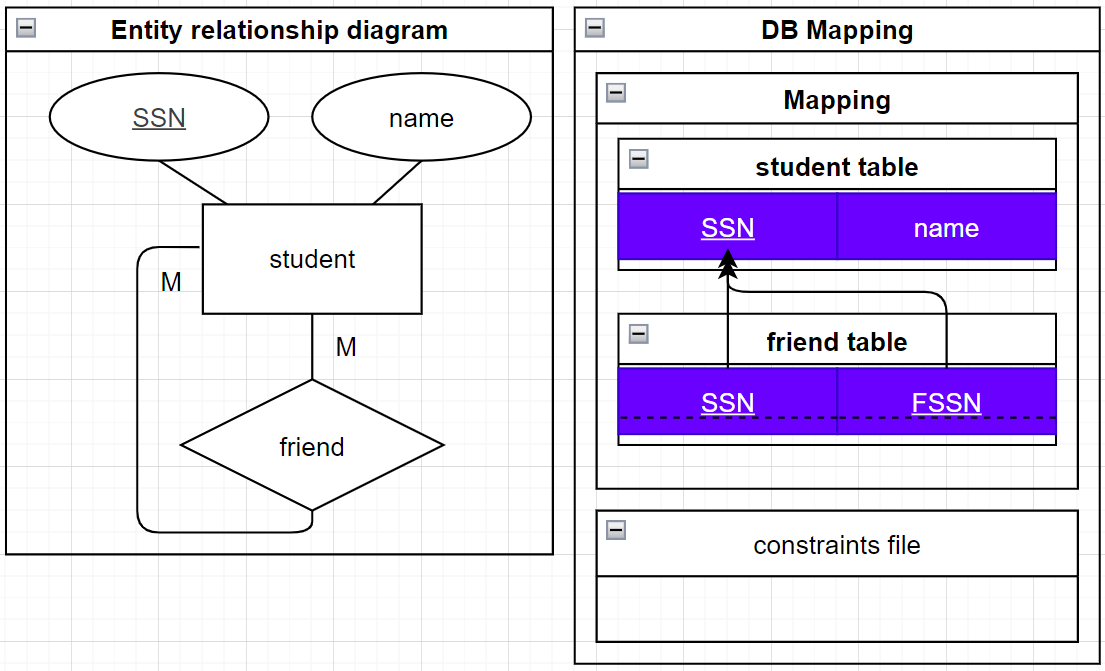 Entity relationship diagram
SSN
name
student
M
M
friend
DB Mapping
Mapping
student table
SSN
name
friend table
SSN
FSSN
constraints file